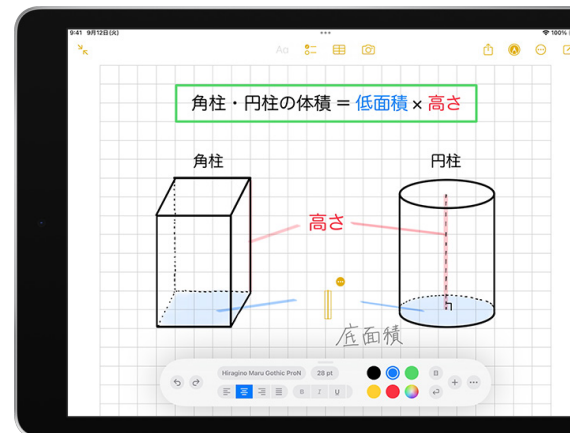 9:41 9月12日(火)
100%
Aa
角柱・円柱の体積 = 低面積 × 高さ
角柱
円柱
高さ
底面積
Hiragino Maru Gothic ProN
28 pt
B I U